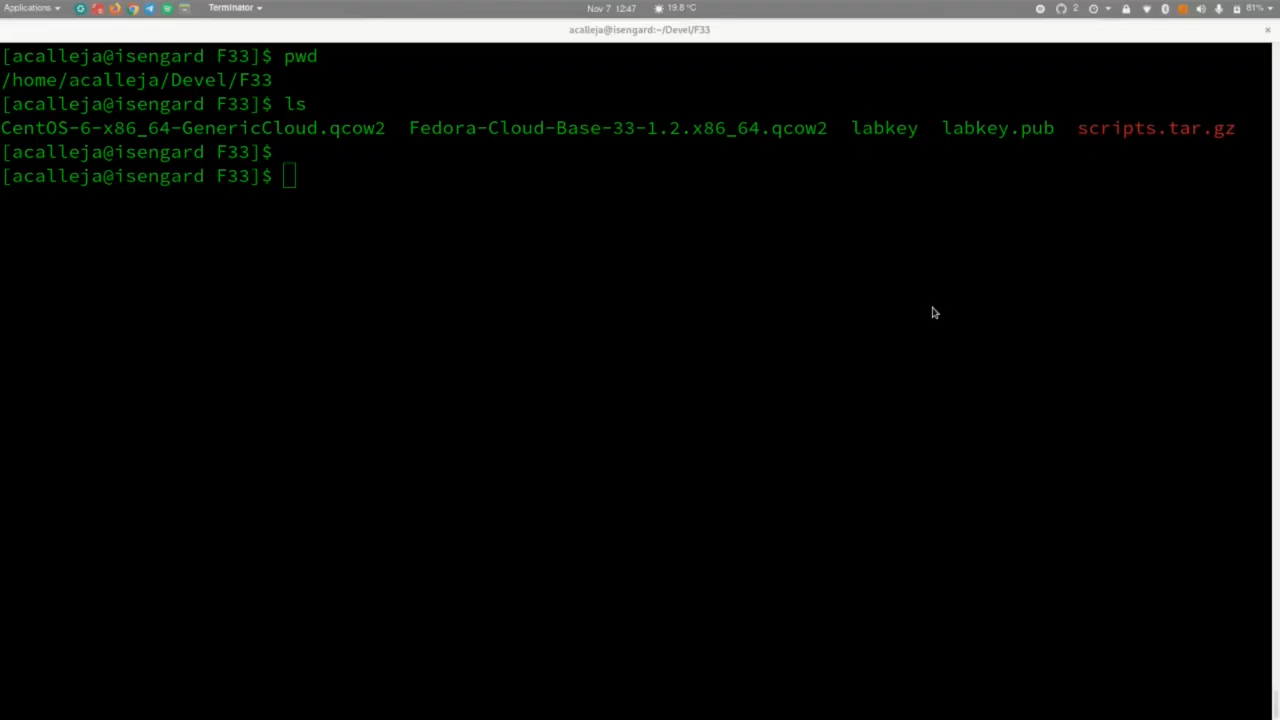 Applications Terminator Nov 7 12:47 19.8 °C 2 81%
acalleja@isengard:~/Devel/F33
[acalleja@isengard F33]$ pwd
/home/acalleja/Devel/F33
[acalleja@isengard F33]$ ls
CentOS-6-x86_64-GenericCloud.qcow2 Fedora-Cloud-Base-33-1.2.x86_64.qcow2 labkey labkey.pub scripts.tar.gz
[acalleja@isengard F33]$
[acalleja@isengard F33]$